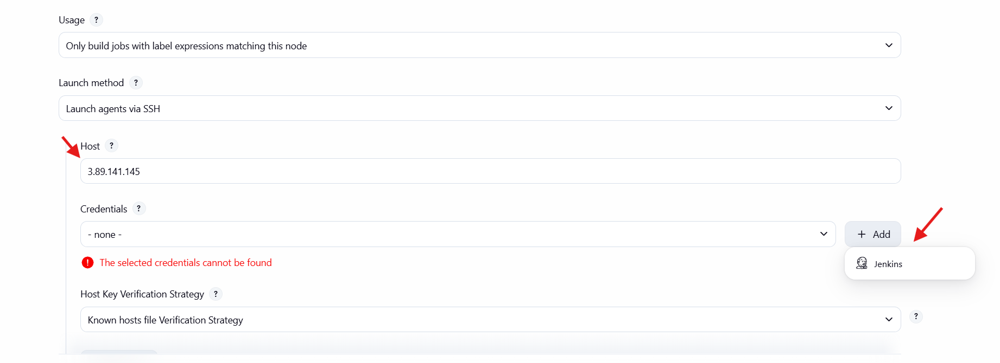 Usage ?
Only build jobs with label expressions matching this node
Launch method ?
Launch agents via SSH
Host ?
3.89.141.145
Credentials ?
- none -
+ Add
The selected credentials cannot be found
Jenkins
Host Key Verification Strategy ?
Known hosts file Verification Strategy
?